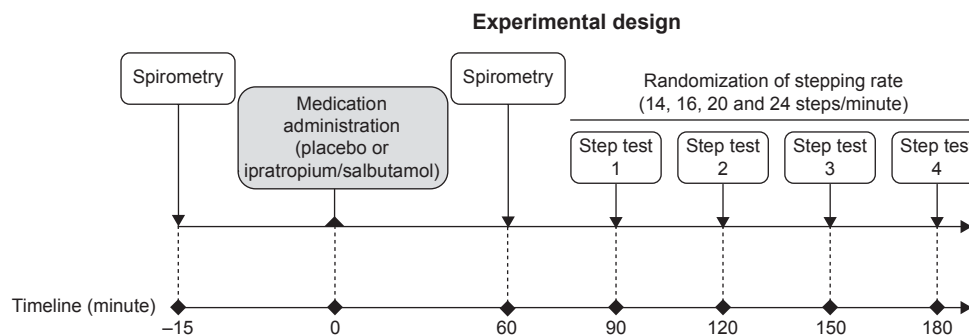 Experimental design
Spirometry
Medication
administration
(placebo or
ipratropium/salbutamol)
Spirometry
Randomization of stepping rate
(14, 16, 20 and 24 steps/minute)
Step test
1
Step test
2
Step test
3
Step test
4
Timeline (minute)
–15
0
60
90
120
150
180